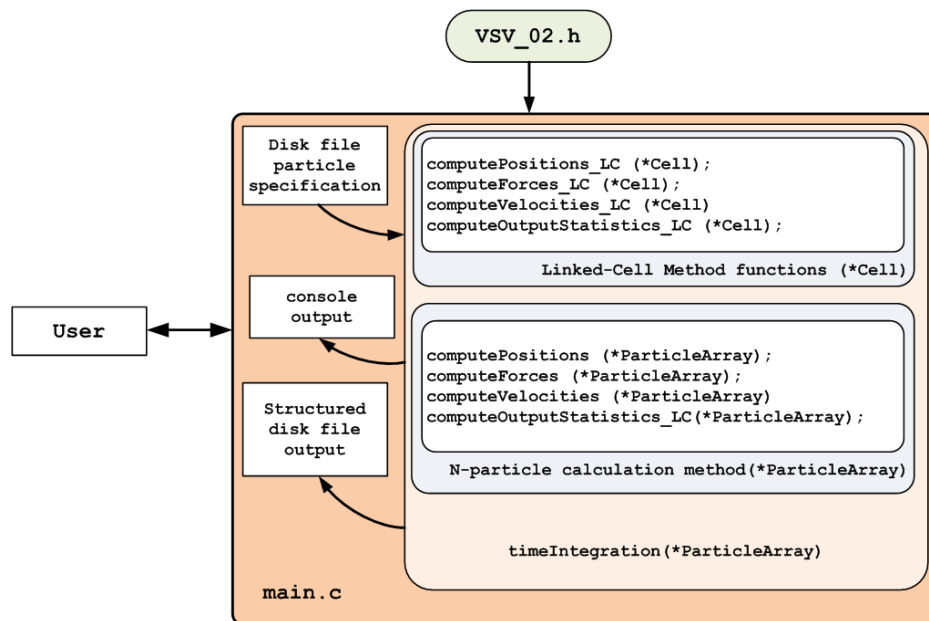 VSV_02.h
Disk file
particle
specification
computePositions_LC (*Cell);
computeForces_LC (*Cell);
computeVelocities_LC (*Cell)
computeOutputStatistics_LC (*Cell);
Linked-Cell Method functions (*Cell)
console
output
User
computePositions (*ParticleArray);
computeForces (*ParticleArray);
computeVelocities (*ParticleArray)
computeOutputStatistics_LC(*ParticleArray);
N-particle calculation method(*ParticleArray)
Structured
disk file
output
timeIntegration(*ParticleArray)
main.c